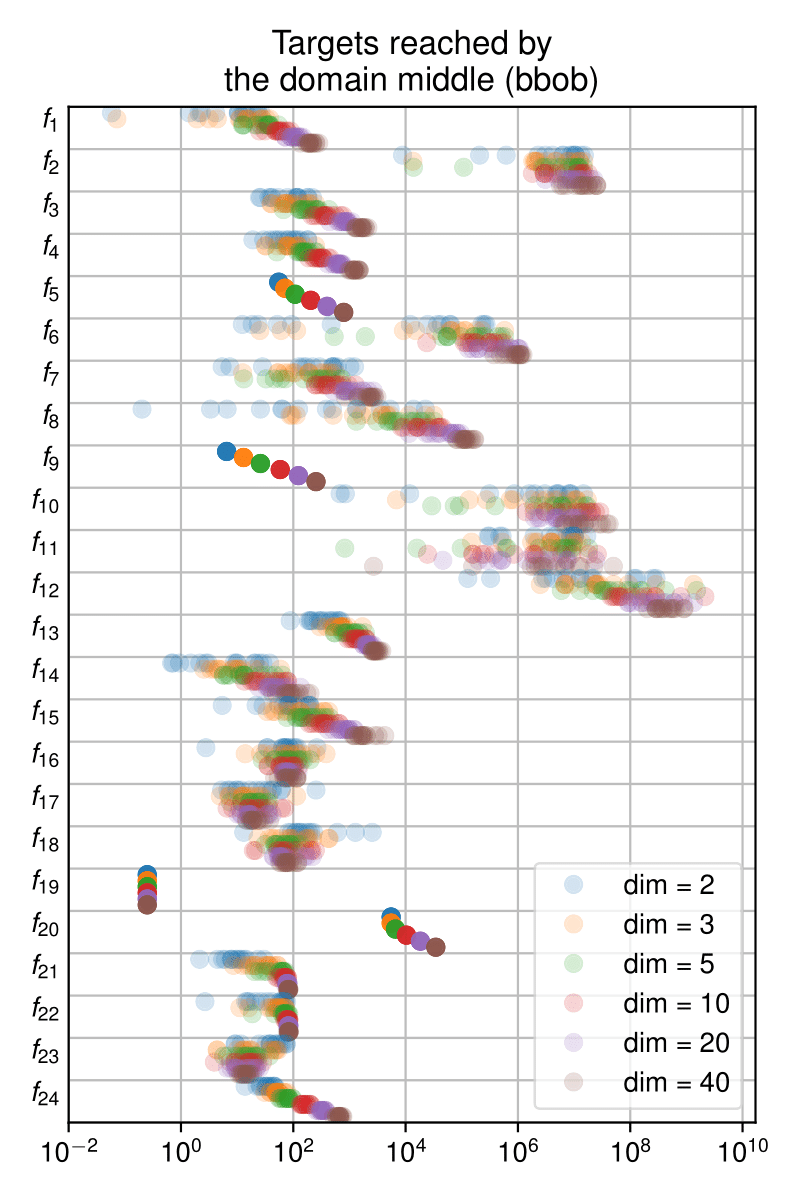 Targets reached by
the domain middle (bbob)
f1
f2
f3
f4
f5
f6
f7
f8
f9
f10
f11
f12
f13
f14
f15
f16
f17
f18
f19
f20
f21
f22
f23
f24
dim = 2
dim = 3
dim = 5
dim = 10
dim = 20
dim = 40
10⁻² 10⁰ 10² 10⁴ 10⁶ 10⁸ 10¹⁰